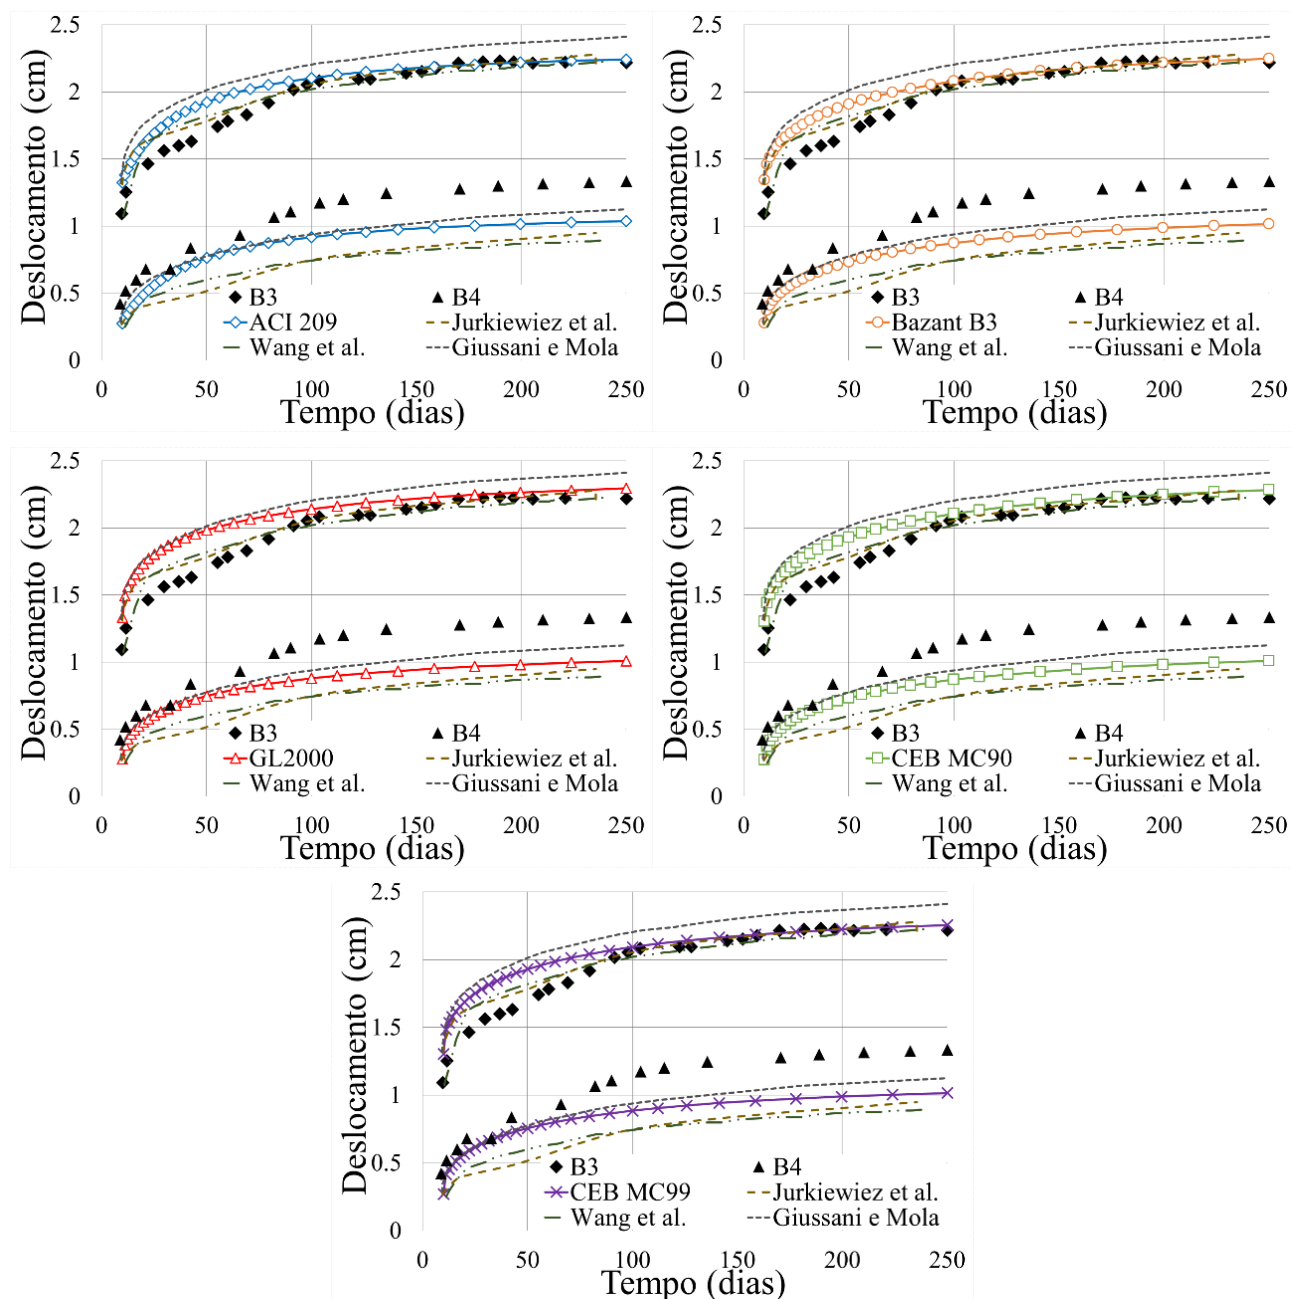 2.5
2
1.5
1
0.5
0
Deslocamento (cm)
B3 B4
ACI 209 Jurkiewiez et al.
Wang et al. Giussani e Mola
0 50 100 150 200 250
Tempo (dias)
2.5
2
1.5
1
0.5
0
Deslocamento (cm)
B3 B4
Bazant B3 Jurkiewiez et al.
Wang et al. Giussani e Mola
0 50 100 150 200 250
Tempo (dias)
2.5
2
1.5
1
0.5
0
Deslocamento (cm)
B3 B4
GL2000 Jurkiewiez et al.
Wang et al. Giussani e Mola
0 50 100 150 200 250
Tempo (dias)
2.5
2
1.5
1
0.5
0
Deslocamento (cm)
B3 B4
CEB MC90 Jurkiewiez et al.
Wang et al. Giussani e Mola
0 50 100 150 200 250
Tempo (dias)
2.5
2
1.5
1
0.5
0
Deslocamento (cm)
B3 B4
CEB MC99 Jurkiewiez et al.
Wang et al. Giussani e Mola
0 50 100 150 200 250
Tempo (dias)